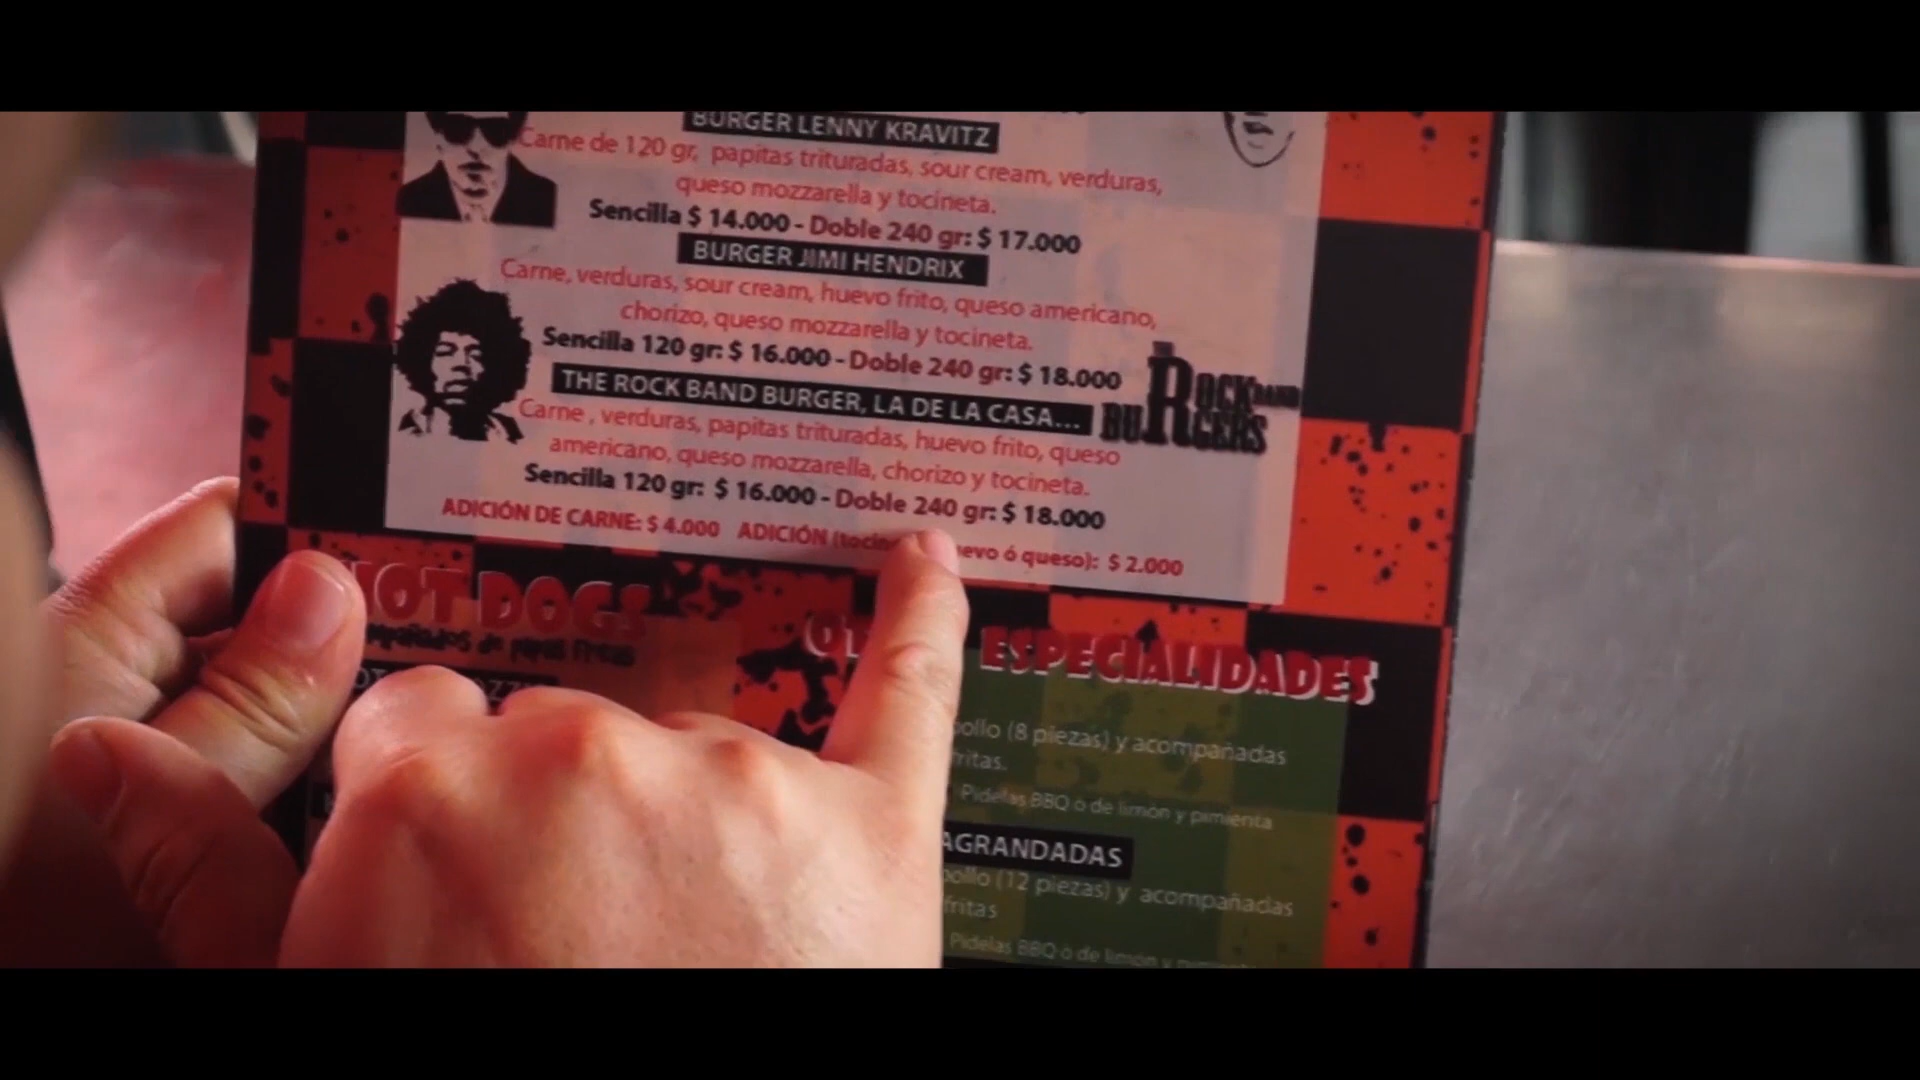 BURGER LENNY KRAVITZ
Carne de 120 gr, papitas trituradas, sour cream, verduras,
queso mozzarella y tocineta.
Sencilla $ 14.000 - Doble 240 gr: $ 17.000
BURGER JIMI HENDRIX
Carne, verduras, sour cream, huevo frito, queso americano,
chorizo, queso mozzarella y tocineta.
Sencilla 120 gr: $ 16.000 - Doble 240 gr: $ 18.000
THE ROCK BAND BURGER, LA DE LA CASA...
ROCK BAND
BURGERS
Carne , verduras, papitas trituradas, huevo frito, queso
americano, queso mozzarella, chorizo y tocineta.
Sencilla 120 gr: $ 16.000 - Doble 240 gr: $ 18.000
ADICIÓN DE CARNE: $ 4.000 ADICIÓN ó queso): $ 2.000
HOT DOGS
de papas fritas
ESPECIALIDADES
(8 piezas) y acompañadas
Pidelas BBQ o de limón y pimienta
AGRANDADAS
(12 piezas) y acompañadas
fritas
Pidelas BBQ o de limón y